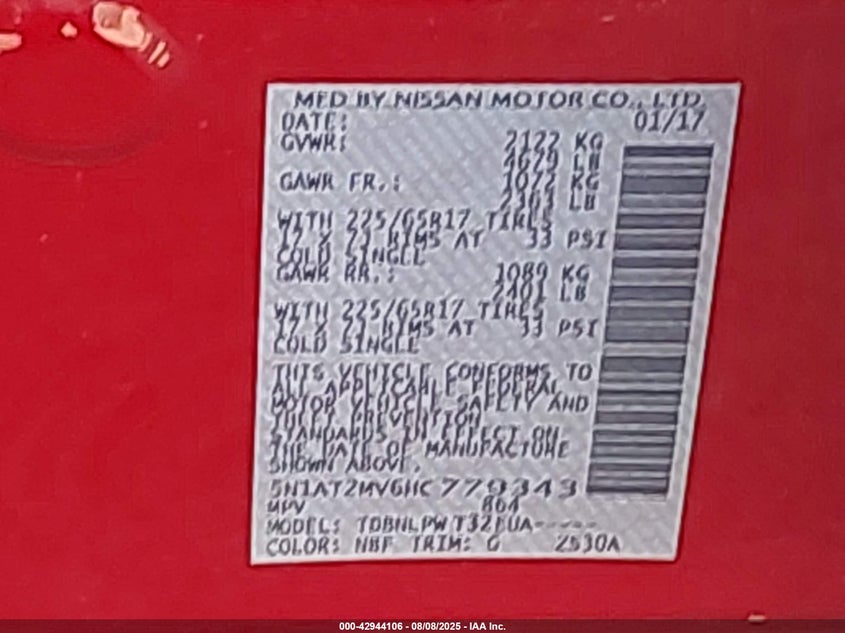 MFD BY NISSAN MOTOR CO., LTD.
DATE: 01/17
GVWR: 2122 KG
4679 LB
GAWR FR.: 1072 KG
2363 LB
WITH 225/65R17 TIRES
17 X 7J RIMS AT 33 PSI
COLD SINGLE
GAWR RR.: 1089 KG
2401 LB
WITH 225/65R17 TIRES
17 X 7J RIMS AT 33 PSI
COLD SINGLE
THIS VEHICLE CONFORMS TO
ALL APPLICABLE FEDERAL
MOTOR VEHICLE SAFETY AND
THEFT PREVENTION
STANDARDS IN EFFECT ON
THE DATE OF MANUFACTURE
SHOWN ABOVE.
5N1AT2MV6HC779343
MPV 864
MODEL: TDBNLPW T32EUA-----
COLOR: NBF TRIM: G 2530A
000-42944106 - 08/08/2025 - IAA Inc.